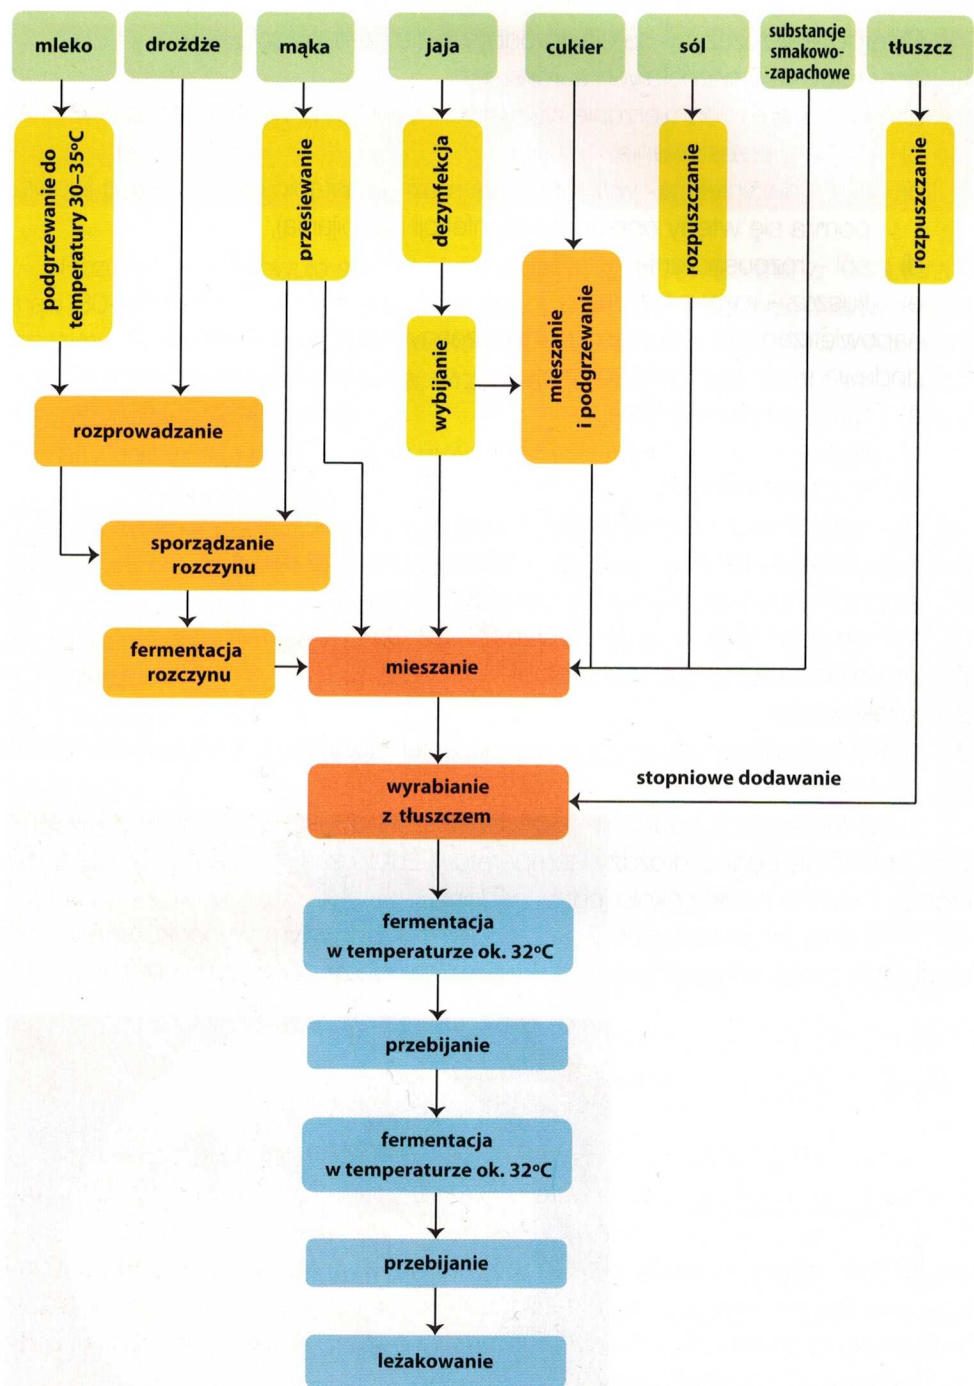 mleko
drożdże
mąka
jaja
cukier
sól
substancje
smakowo-
-zapachowe
tłuszcz
podgrzewanie do
temperatury 30–35°C
przesiewanie
dezynfekcja
rozpuszczanie
rozpuszczanie
wybijanie
mieszanie
i podgrzewanie
rozprowadzanie
sporządzanie
rozczynu
fermentacja
rozczynu
mieszanie
wyrabianie
z tłuszczem
stopniowe dodawanie
fermentacja
w temperaturze ok. 32°C
przebijanie
fermentacja
w temperaturze ok. 32°C
przebijanie
leżakowanie